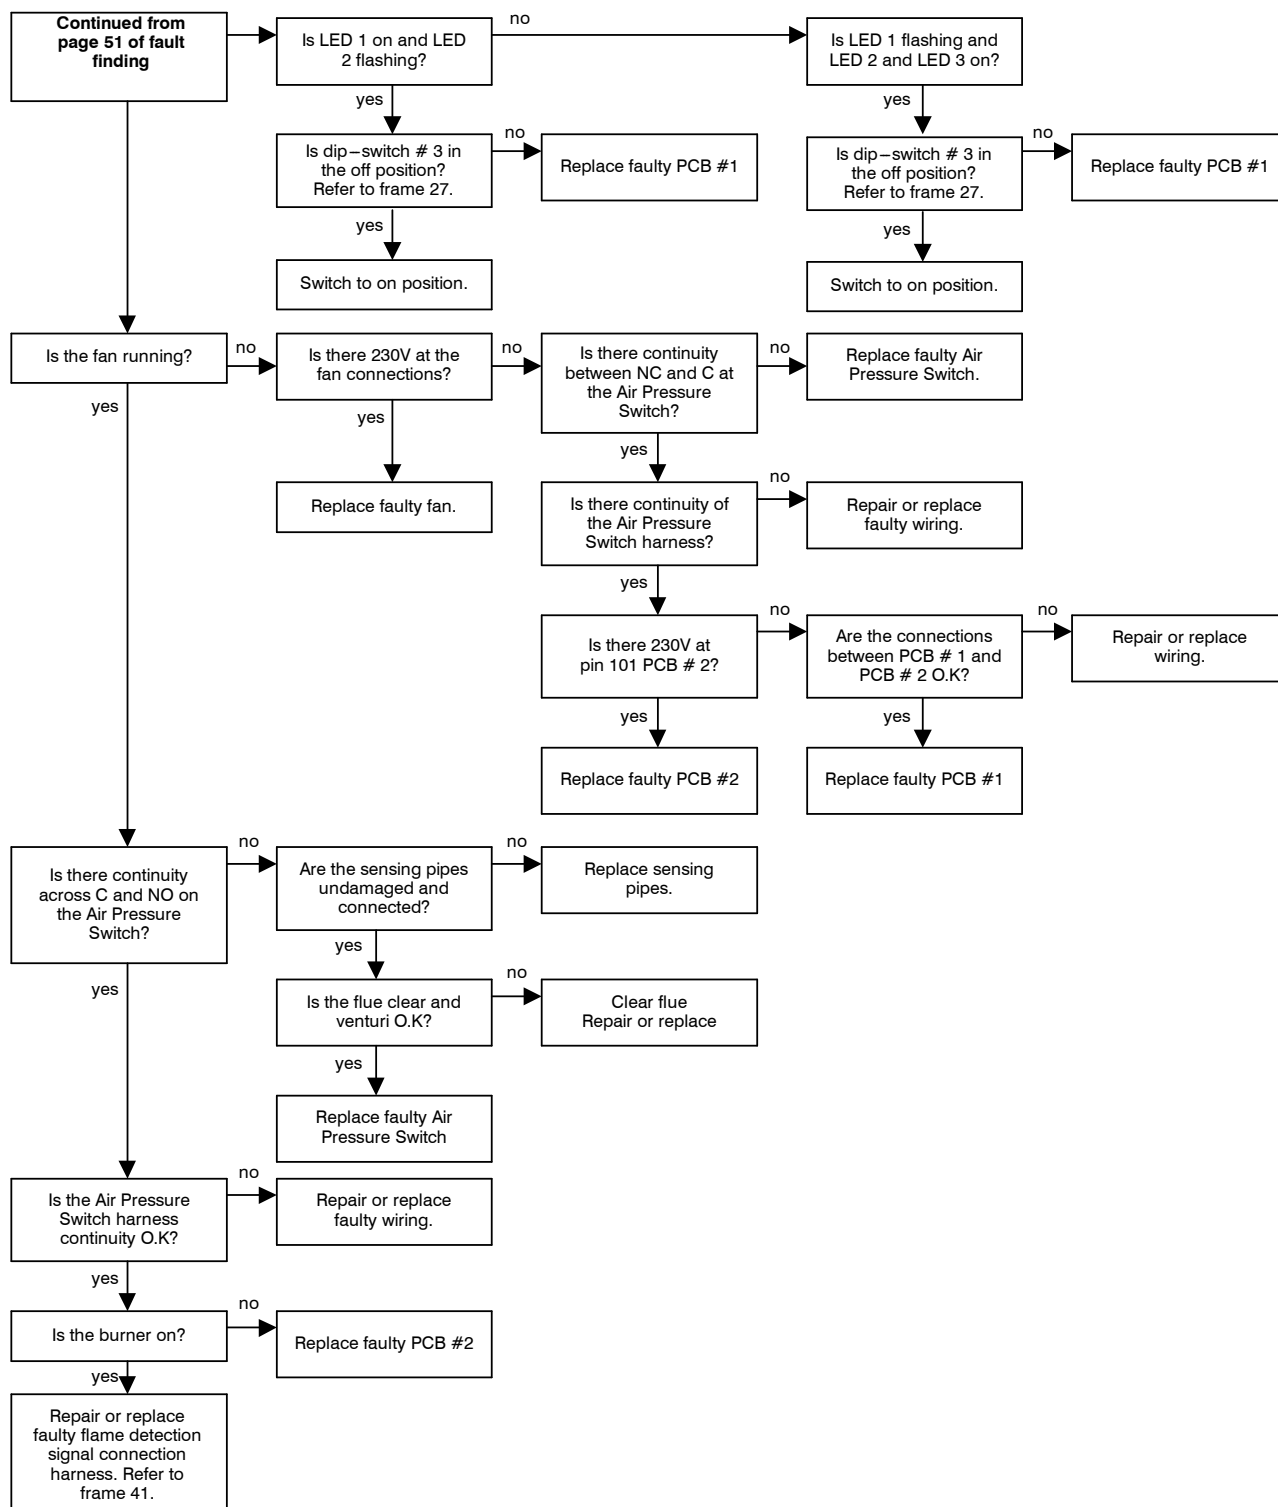 Continued from
page 51 of fault
finding
Is LED 1 on and LED
2 flashing?
no
Is LED 1 flashing and
LED 2 and LED 3 on?
yes
yes
Is dip-switch # 3 in
the off position?
Refer to frame 27.
no
Replace faulty PCB #1
Is dip-switch # 3 in
the off position?
Refer to frame 27.
no
Replace faulty PCB #1
yes
yes
Switch to on position.
Switch to on position.
Is the fan running?
no
Is there 230V at the
fan connections?
no
Is there continuity
between NC and C at
the Air Pressure
Switch?
no
Replace faulty Air
Pressure Switch.
yes
yes
yes
Replace faulty fan.
Is there continuity of
the Air Pressure
Switch harness?
no
Repair or replace
faulty wiring.
yes
Is there 230V at
pin 101 PCB # 2?
no
Are the connections
between PCB # 1 and
PCB # 2 O.K?
no
Repair or replace
wiring.
yes
yes
Replace faulty PCB #2
Replace faulty PCB #1
Is there continuity
across C and NO on
the Air Pressure
Switch?
no
Are the sensing pipes
undamaged and
connected?
no
Replace sensing
pipes.
yes
yes
Is the flue clear and
venturi O.K?
no
Clear flue
Repair or replace
yes
Replace faulty Air
Pressure Switch
Is the Air Pressure
Switch harness
continuity O.K?
no
Repair or replace
faulty wiring.
yes
Is the burner on?
no
Replace faulty PCB #2
yes
Repair or replace
faulty flame detection
signal connection
harness. Refer to
frame 41.